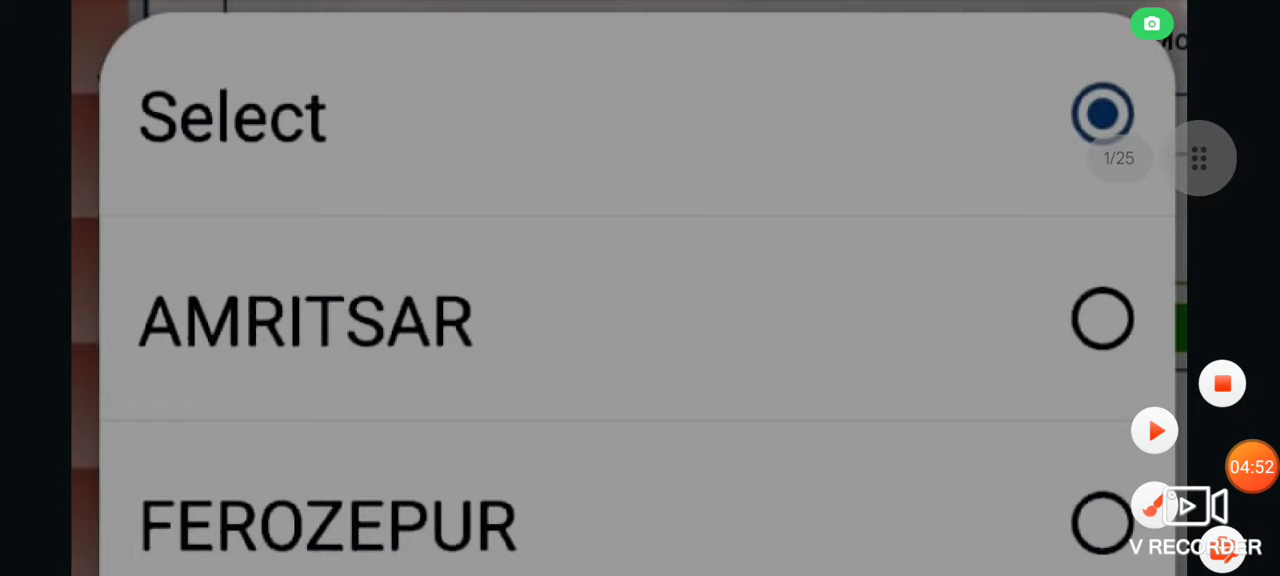 Select
1/25
AMRITSAR
04:52
FEROZEPUR
V RECORDER